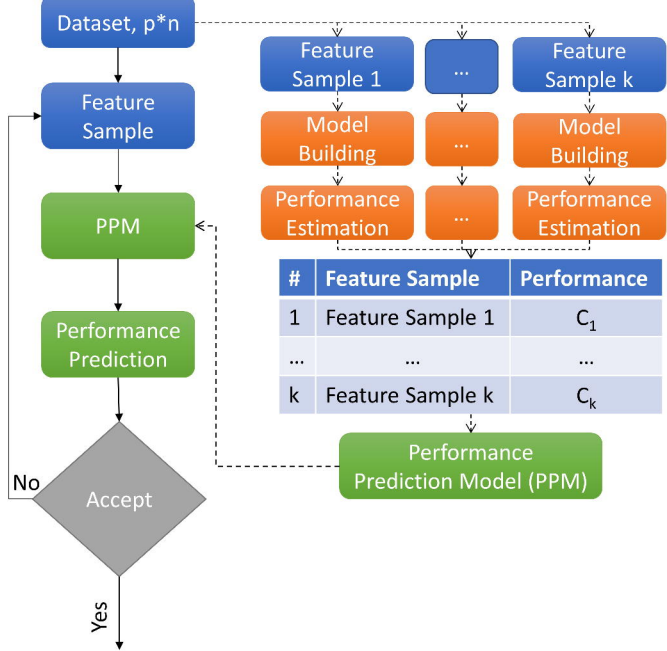 Dataset, p*n
Feature
Sample
PPM
Performance
Prediction
Accept
No
Yes
Feature
Sample 1
...
Feature
Sample k
Model
Building
...
Model
Building
Performance
Estimation
...
Performance
Estimation
# Feature Sample Performance
1 Feature Sample 1 C₁
... ... ...
k Feature Sample k Cₖ
Performance
Prediction Model (PPM)